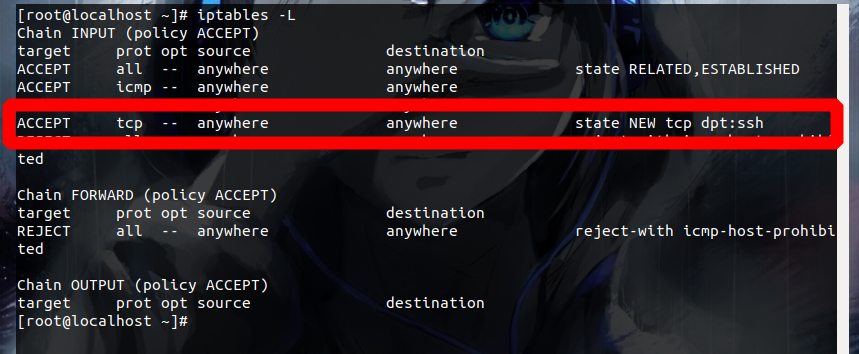 [root@localhost ~]# iptables -L
Chain INPUT (policy ACCEPT)
target     prot opt source               destination
ACCEPT     all  --  anywhere             anywhere             state RELATED,ESTABLISHED
ACCEPT     icmp --  anywhere             anywhere
ACCEPT     tcp  --  anywhere             anywhere             state NEW tcp dpt:ssh
ted
Chain FORWARD (policy ACCEPT)
target     prot opt source               destination
REJECT     all  --  anywhere             anywhere             reject-with icmp-host-prohibi
ted
Chain OUTPUT (policy ACCEPT)
target     prot opt source               destination
[root@localhost ~]#